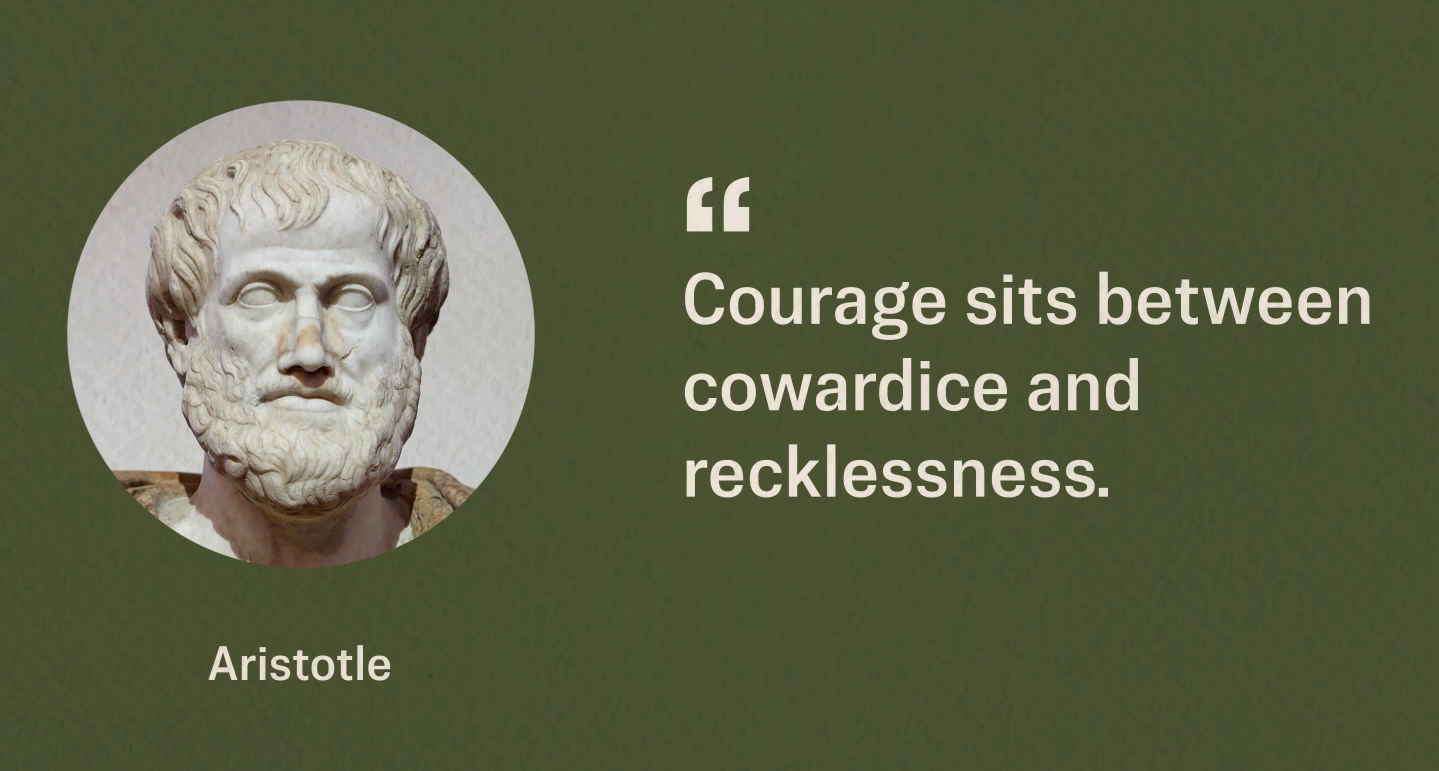 “
Courage sits between
cowardice and
recklessness.
Aristotle